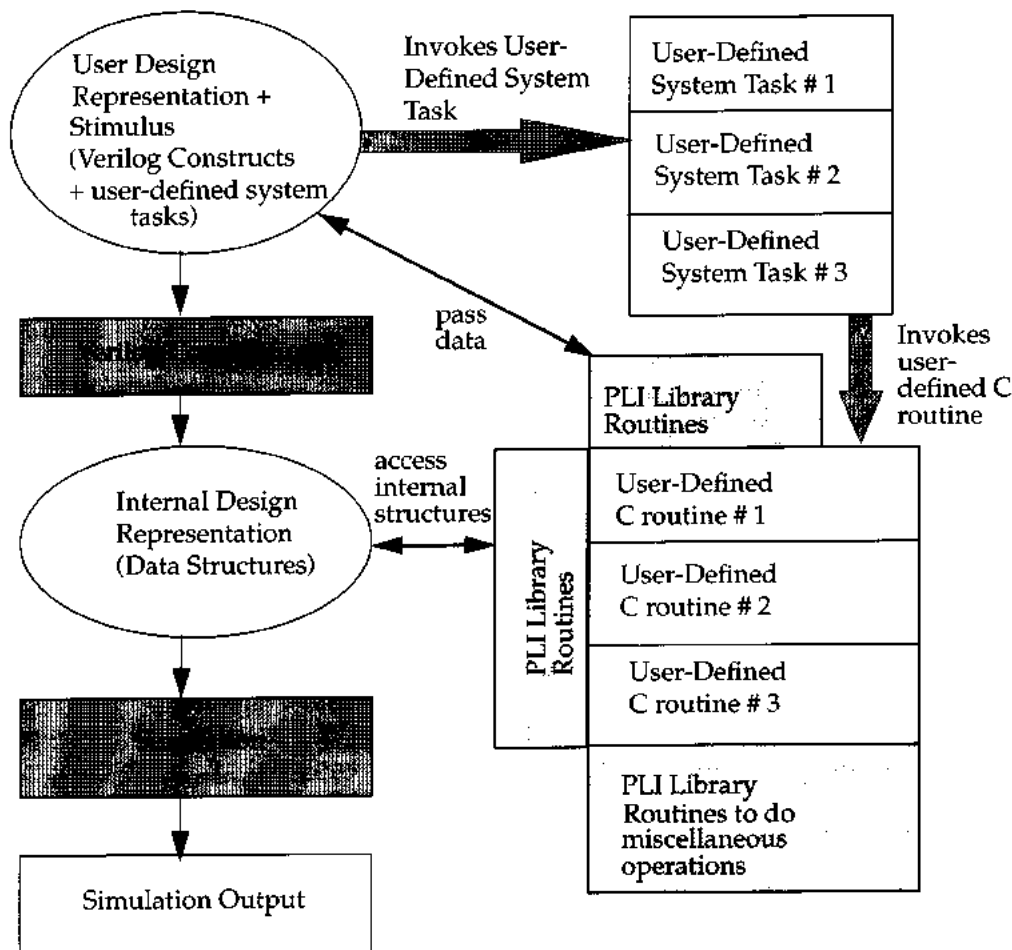 User Design
Representation +
Stimulus
(Verilog Constructs
+ user-defined system
tasks)
Invokes User-
Defined System
Task
User-Defined
System Task # 1
User-Defined
System Task # 2
User-Defined
System Task # 3
pass
data
Invokes
user-
defined C
routine
PLI Library
Routines
access
internal
structures
Internal Design
Representation
(Data Structures)
PLI Library
Routines
User-Defined
C routine # 1
User-Defined
C routine # 2
User-Defined
C routine # 3
PLI Library
Routines to do
miscellaneous
operations
Simulation Output